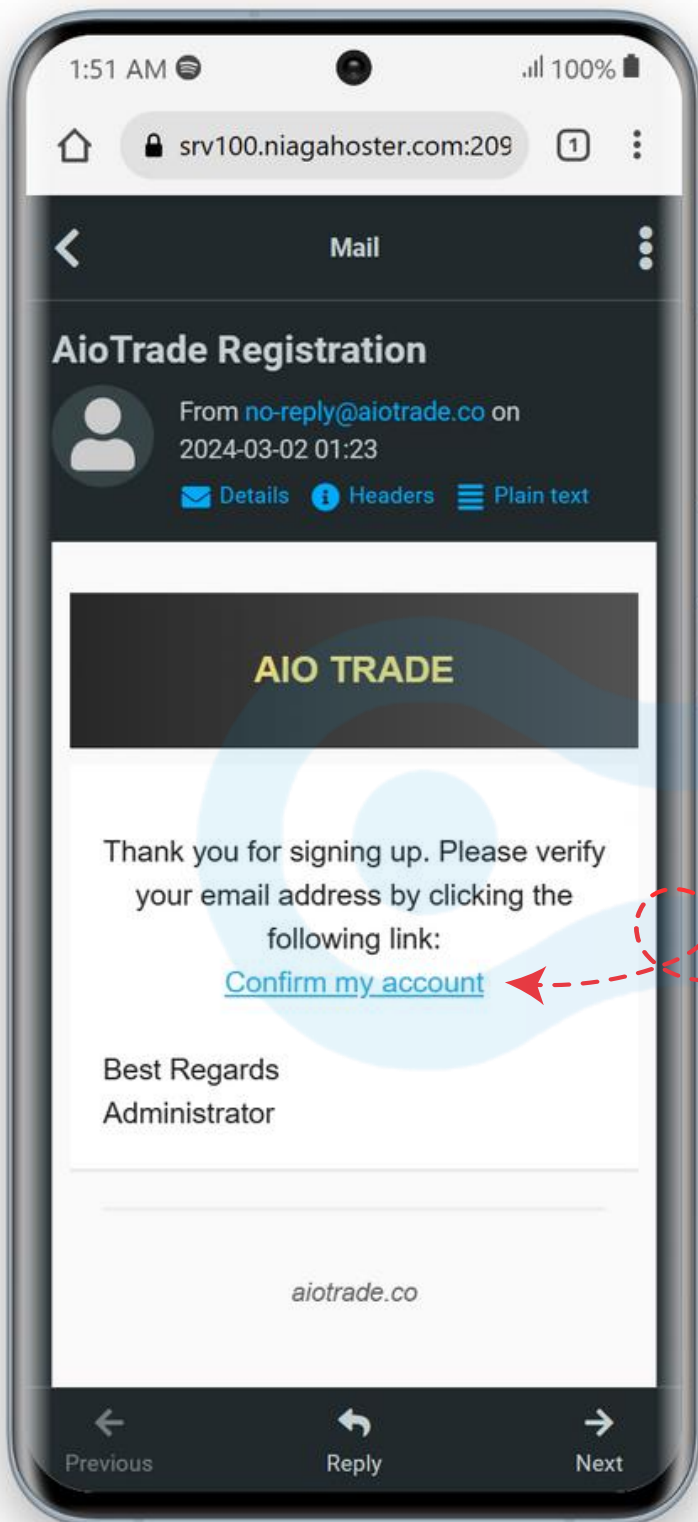 1:51 AM
100%
srv100.niagahoster.com:209
1
Mail
AioTrade Registration
From no-reply@aiotrade.co on
2024-03-02 01:23
Details Headers Plain text
AIO TRADE
Thank you for signing up. Please verify
your email address by clicking the
following link:
Confirm my account
Best Regards
Administrator
aiotrade.co
Previous Reply Next